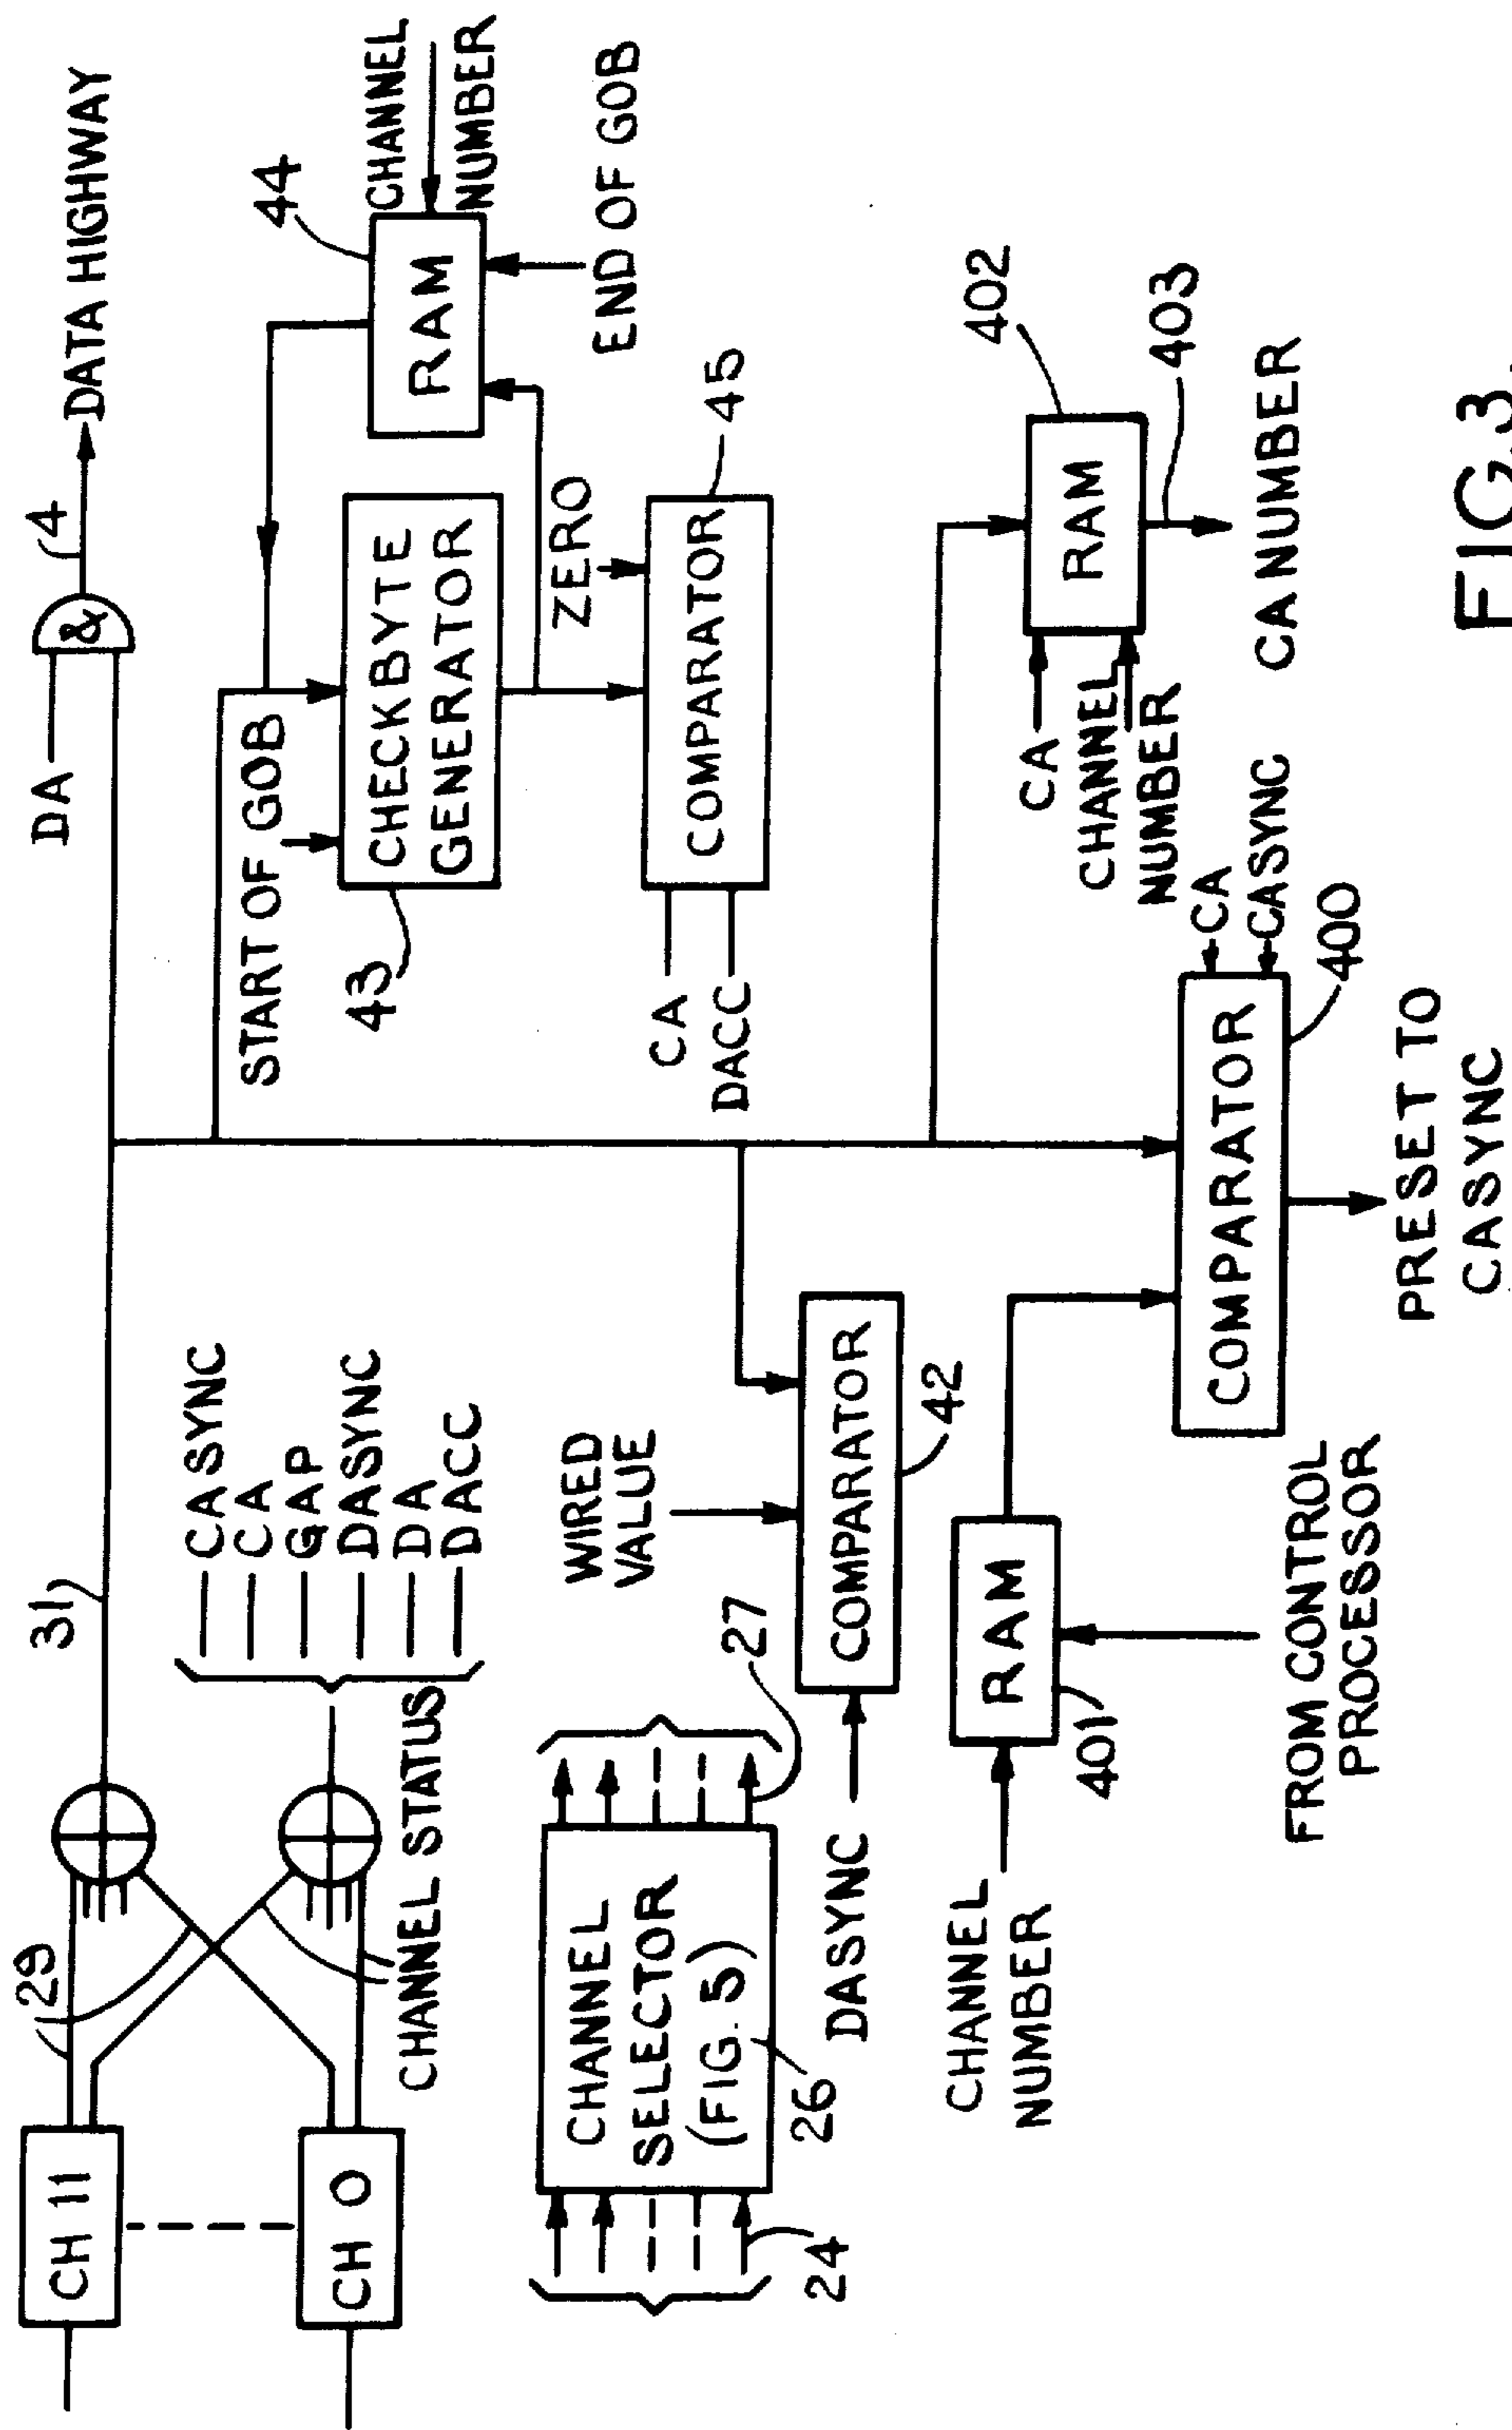 CH 11
CH 0
29
CHANNEL STATUS
31
CASYNC
CA
GAP
DASYNC
DA
DACC
DA
&
4
DATA HIGHWAY
START OF GOB
43
CHECKBYTE
GENERATOR
44
RAM
CHANNEL
NUMBER
END OF GOB
ZERO
45
COMPARATOR
CA
DACC
CHANNEL
SELECTOR
(FIG. 5)
24
26
27
WIRED
VALUE
COMPARATOR
42
DASYNC
CHANNEL
NUMBER
RAM
401
FROM CONTROL
PROCESSOR
COMPARATOR
CA
CASYNC
400
PRESET TO
CASYNC
CA
CHANNEL
NUMBER
RAM
402
403
CA NUMBER
FIG.3.